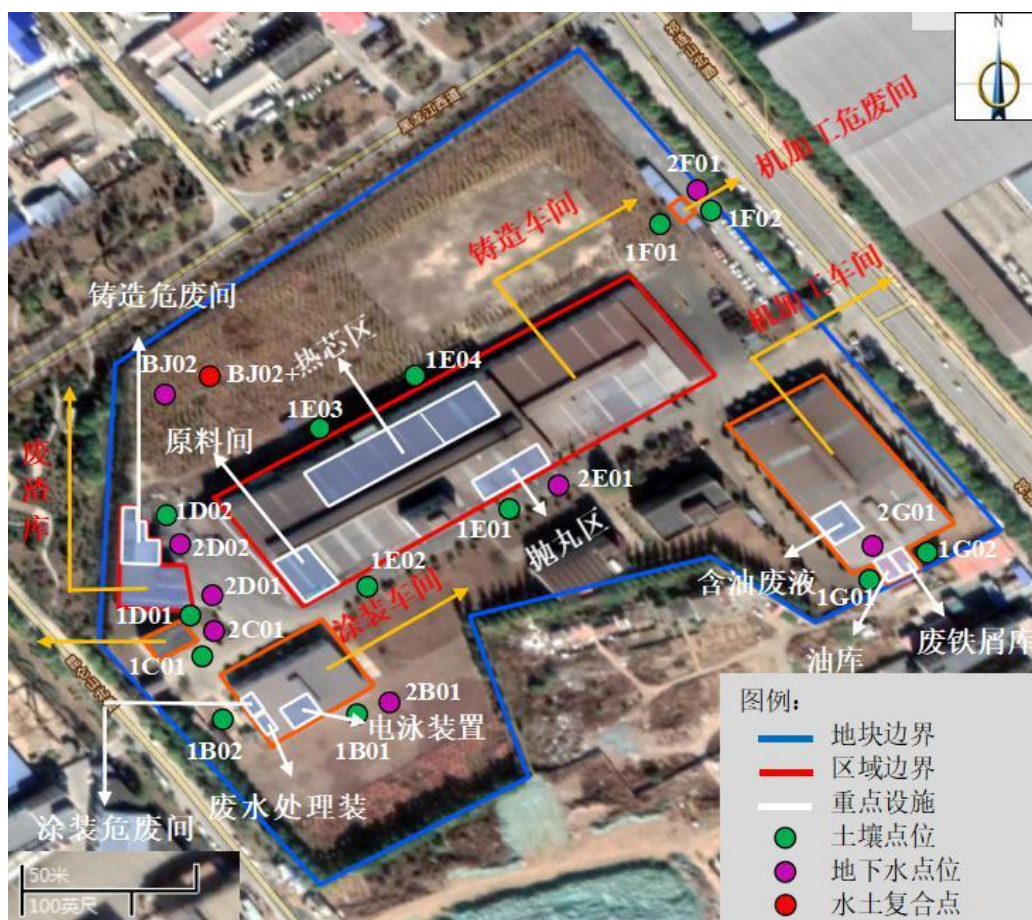 N
黑龙江西道
2F01
机加工危废间
1F02
1F01
铸造车间
机加工车间
铸造危废间
BJ02
BJ02+
热芯区
1E04
1E03
原料间
废渣库
1D02
2D02
2E01
1E01
抛丸区
2G01
1G02
含油废液
1G01
油库
废铁屑库
2D01
1E02
涂装车间
1D01
2C01
1C01
2B01
电泳装置
1B02
1B01
废水处理装
涂装危废间
50米
100英尺
图例：
地块边界
区域边界
重点设施
土壤点位
地下水点位
水土复合点